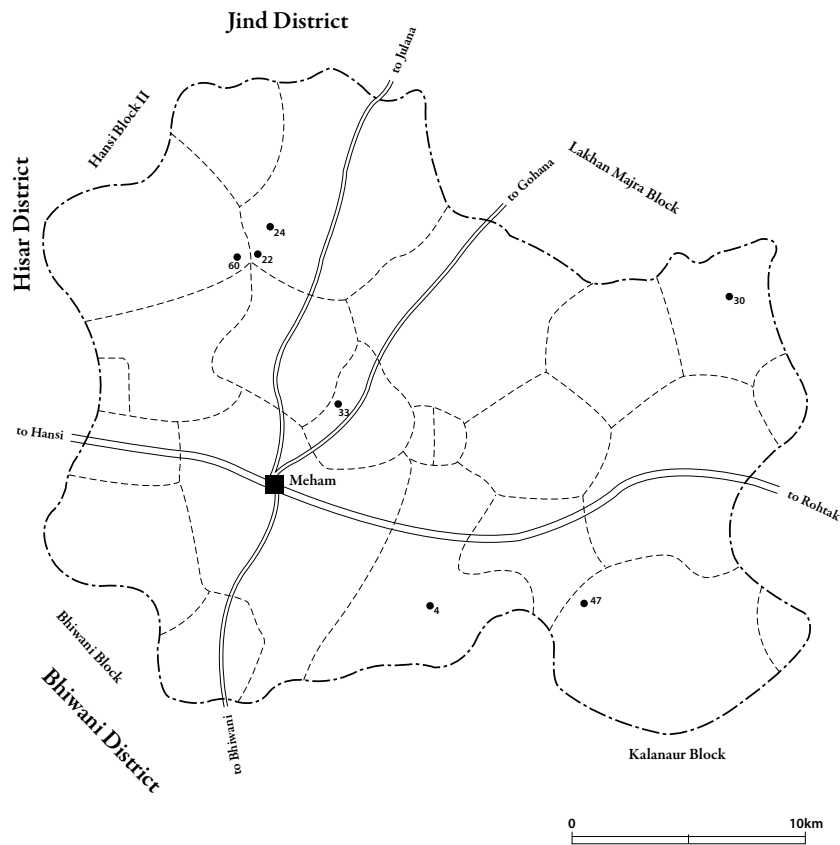 Jind District
to Julana
Hansi Block II
Lakhan Majra Block
to Gohana
Hisar District
24
22
60
30
33
to Hansi
Meham
to Rohtak
47
4
Bhiwani Block
Bhiwani District
to Bhiwani
Kalanaur Block
0 10km